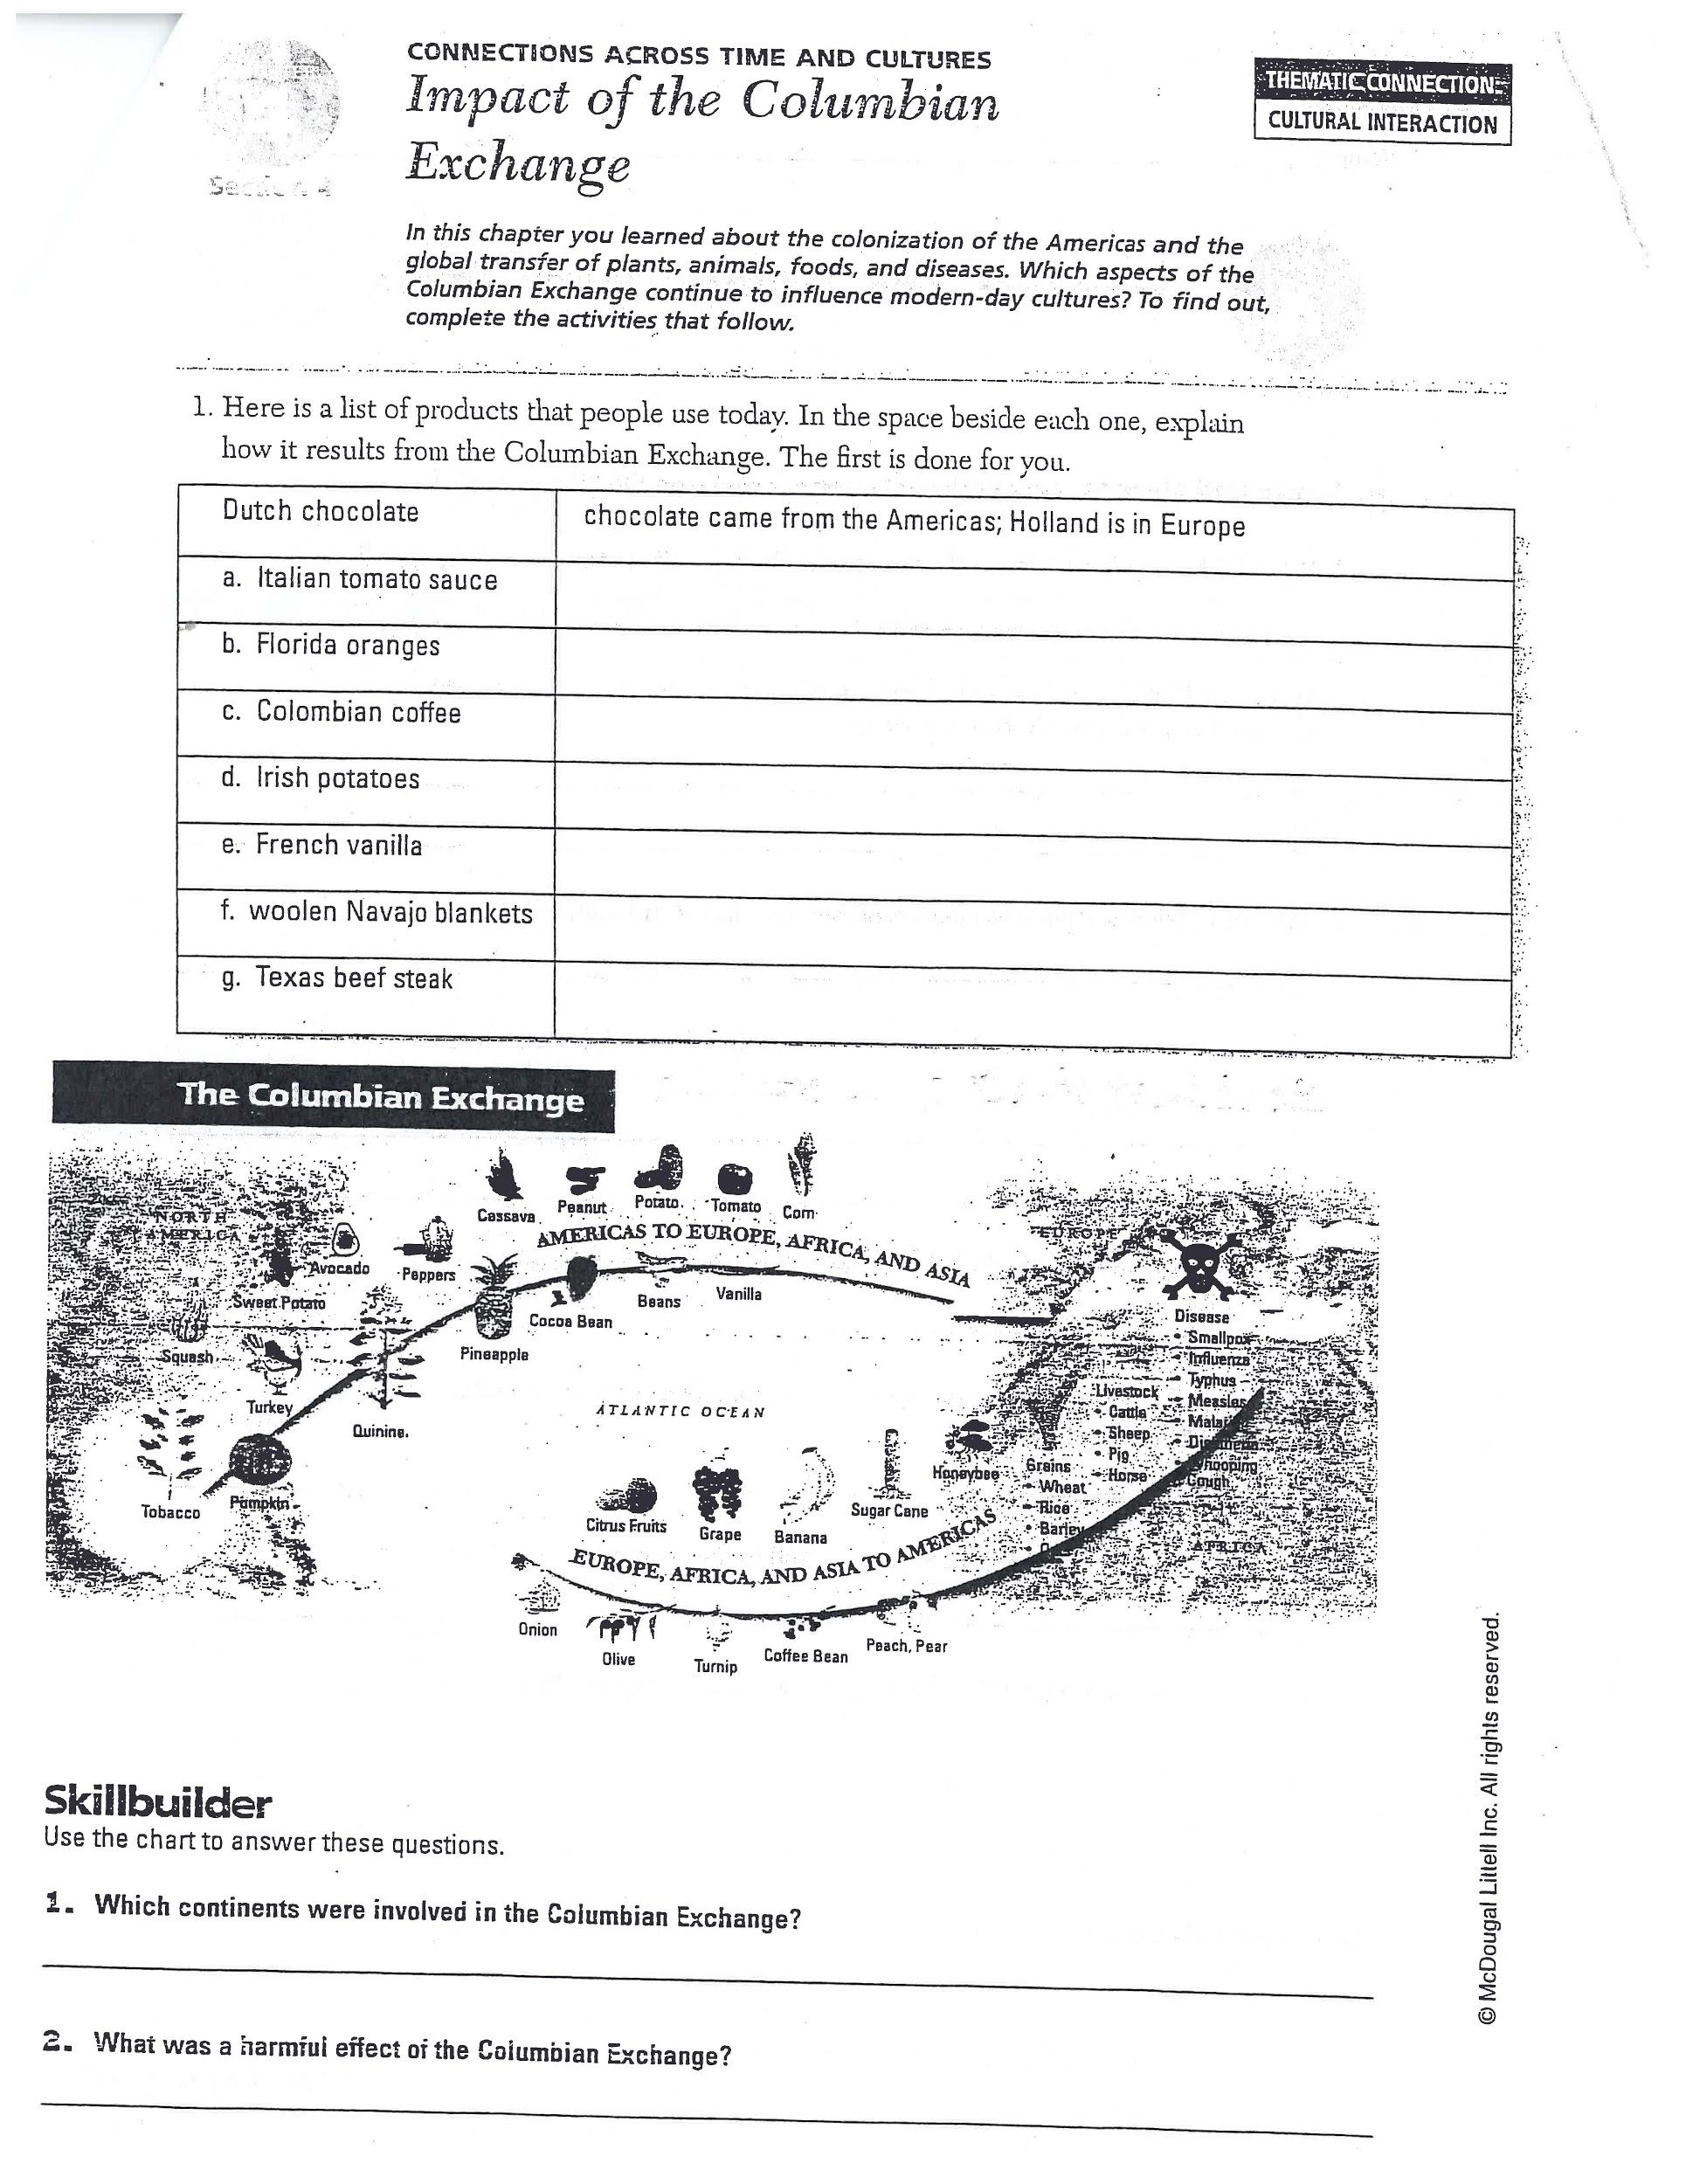 CONNECTIONS ACROSS TIME AND CULTURES
Impact of the Columbian
Exchange
THEMATIC CONNECTION:
CULTURAL INTERACTION
Section 4
In this chapter you learned about the colonization of the Americas and the
global transfer of plants, animals, foods, and diseases. Which aspects of the
Columbian Exchange continue to influence modern-day cultures? To find out,
complete the activities that follow.
1. Here is a list of products that people use today. In the space beside each one, explain
how it results from the Columbian Exchange. The first is done for you.
Dutch chocolate
chocolate came from the Americas; Holland is in Europe
a. Italian tomato sauce
b. Florida oranges
c. Colombian coffee
d. Irish potatoes
e. French vanilla
f. woolen Navajo blankets
g. Texas beef steak
The Columbian Exchange
NORTH
AMERICA
Cassava
Peanut
Potato
Tomato
Corn
AMERICAS TO EUROPE, AFRICA, AND ASIA
EUROPE
Avocado
Peppers
Sweet Potato
Squash
Turkey
Quinine
Pineapple
Cocoa Bean
Beans
Vanilla
Tobacco
Pumpkin
ATLANTIC OCEAN
Disease
• Smallpox
• Influenza
• Typhus
• Measles
• Malaria
• Diphtheria
• Whooping
Cough
Livestock
• Cattle
• Sheep
• Pig
• Horse
Grains
• Wheat
• Rice
• Barley
AFRICA
Honeybee
Sugar Cane
Banana
Grape
Citrus Fruits
EUROPE, AFRICA, AND ASIA TO AMERICAS
Onion
Olive
Turnip
Coffee Bean
Peach, Pear
Skillbuilder
Use the chart to answer these questions.
1. Which continents were involved in the Columbian Exchange?
2. What was a harmful effect of the Columbian Exchange?
© McDougal Littell Inc. All rights reserved.